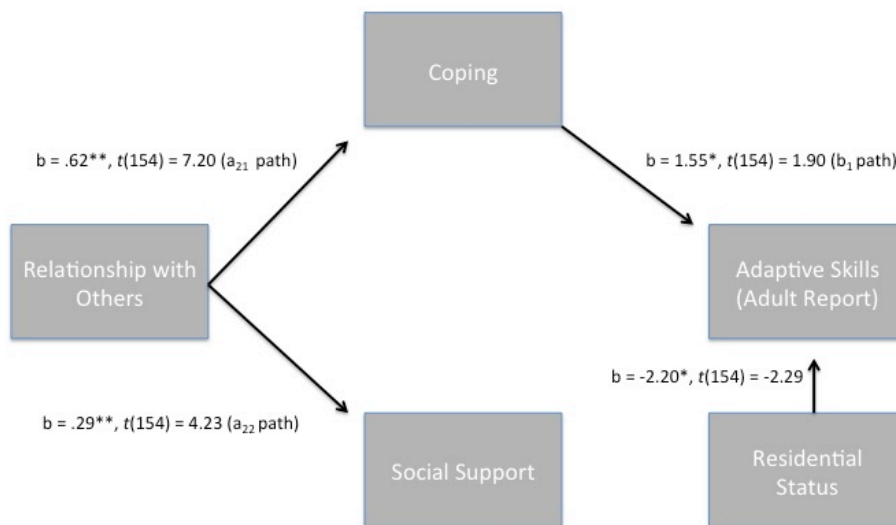 Coping
b = .62**, t(154) = 7.20 (a21 path)
b = 1.55*, t(154) = 1.90 (b1 path)
Relationship with
Others
Adaptive Skills
(Adult Report)
b = -2.20*, t(154) = -2.29
b = .29**, t(154) = 4.23 (a22 path)
Social Support
Residential
Status